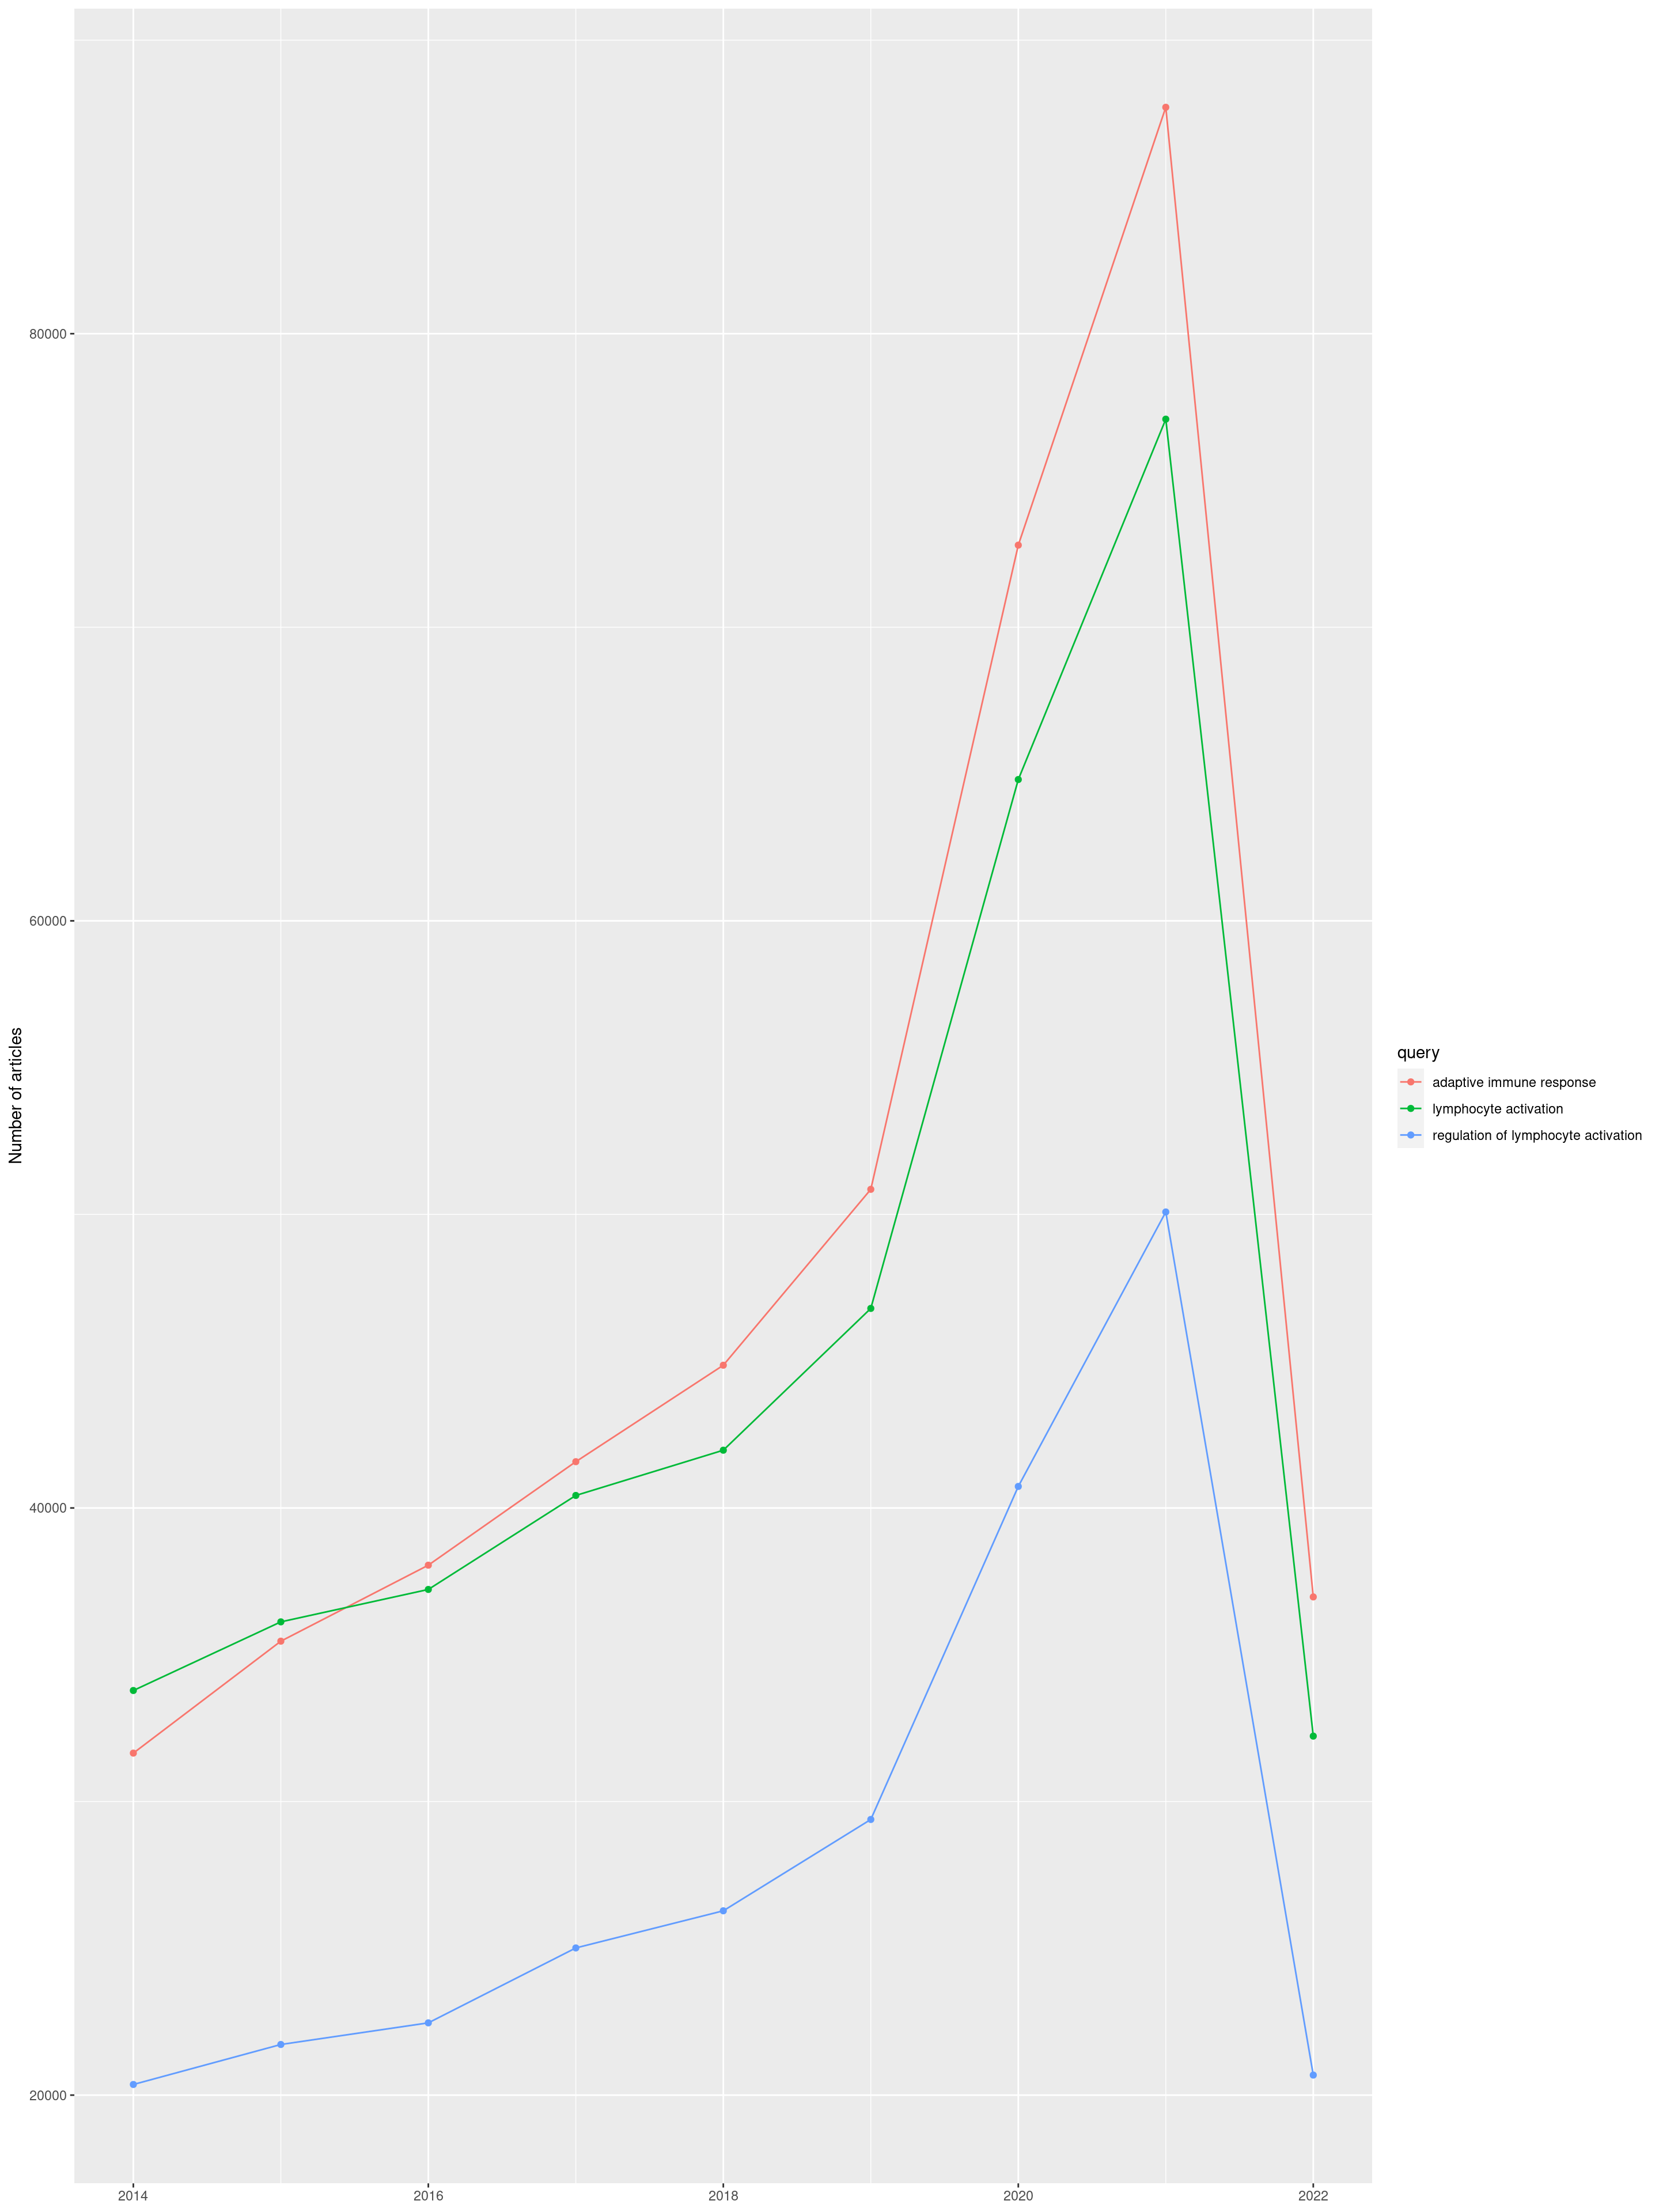 Number of articles
80000
60000
40000
20000
2014
2016
2018
2020
2022
query
adaptive immune response
lymphocyte activation
regulation of lymphocyte activation